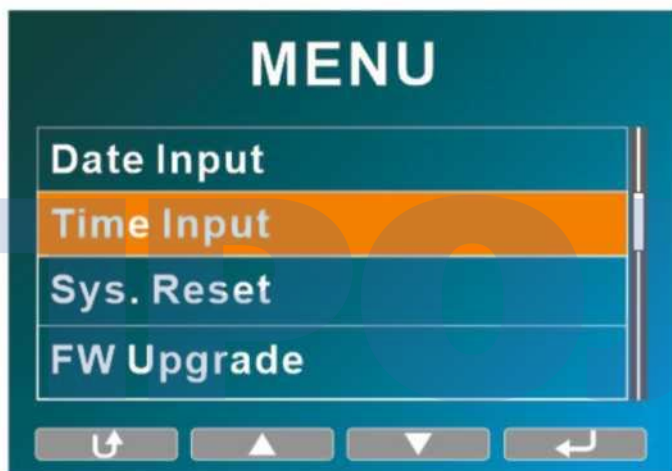 MENU
Date Input
Time Input
Sys. Reset
FW Upgrade